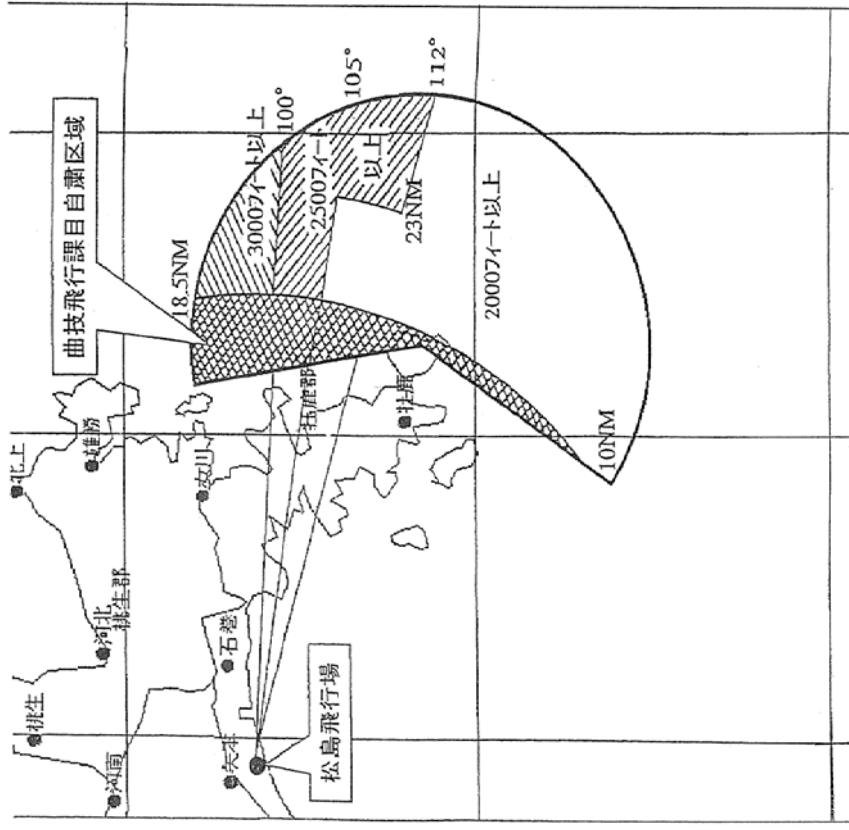 曲技飛行課目自粛区域
18.5NM
3000フィート以上
100°
2500フィート
以上
105°
112°
23NM
2000フィート以上
10NM
北上
雄勝
女川
牡鹿郡
牡鹿
河北
桃生郡
桃生
河南
石巻
矢本
松島飛行場